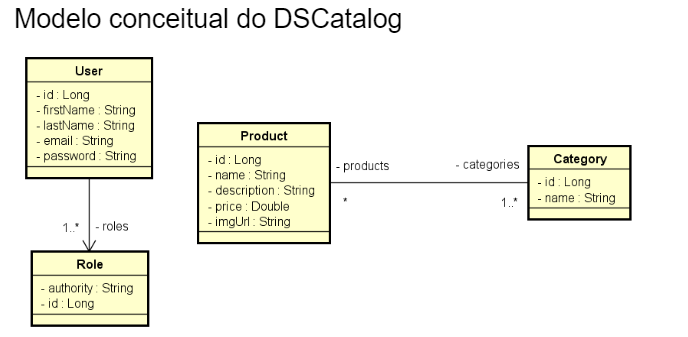 Modelo conceitual do DSCatalog
User
- id : Long
- firstName : String
- lastName : String
- email : String
- password : String
1..*
- roles
Role
- authority : String
- id : Long
Product
- id : Long
- name : String
- description : String
- price : Double
- imgUrl : String
- products
*
- categories
1..*
Category
- id : Long
- name : String